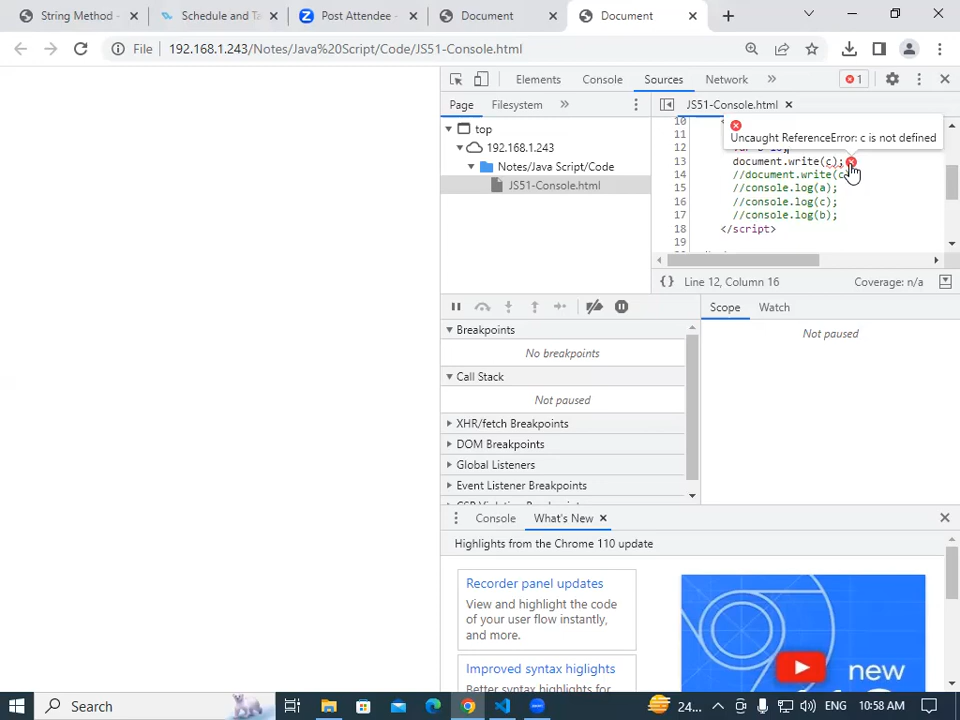 String Method
Schedule and Ta
Post Attendee -
Document
Document
File
192.168.1.243/Notes/Java%20Script/Code/JS51-Console.html
Elements
Console
Sources
Network
1
Page
Filesystem
JS51-Console.html
top
192.168.1.243
Notes/Java Script/Code
JS51-Console.html
Uncaught ReferenceError: c is not defined
10
11
13 document.write(c);
14 //document.write(c
15 //console.log(a);
16 //console.log(c);
17 //console.log(b);
18 </script>
19
{} Line 12, Column 16
Coverage: n/a
Scope
Watch
Breakpoints
No breakpoints
Not paused
Call Stack
Not paused
XHR/fetch Breakpoints
DOM Breakpoints
Global Listeners
Event Listener Breakpoints
Console
What's New
Highlights from the Chrome 110 update
Recorder panel updates
View and highlight the code
of your user flow instantly,
and more.
Improved syntax higlights
new
Search
24...
ENG
10:58 AM